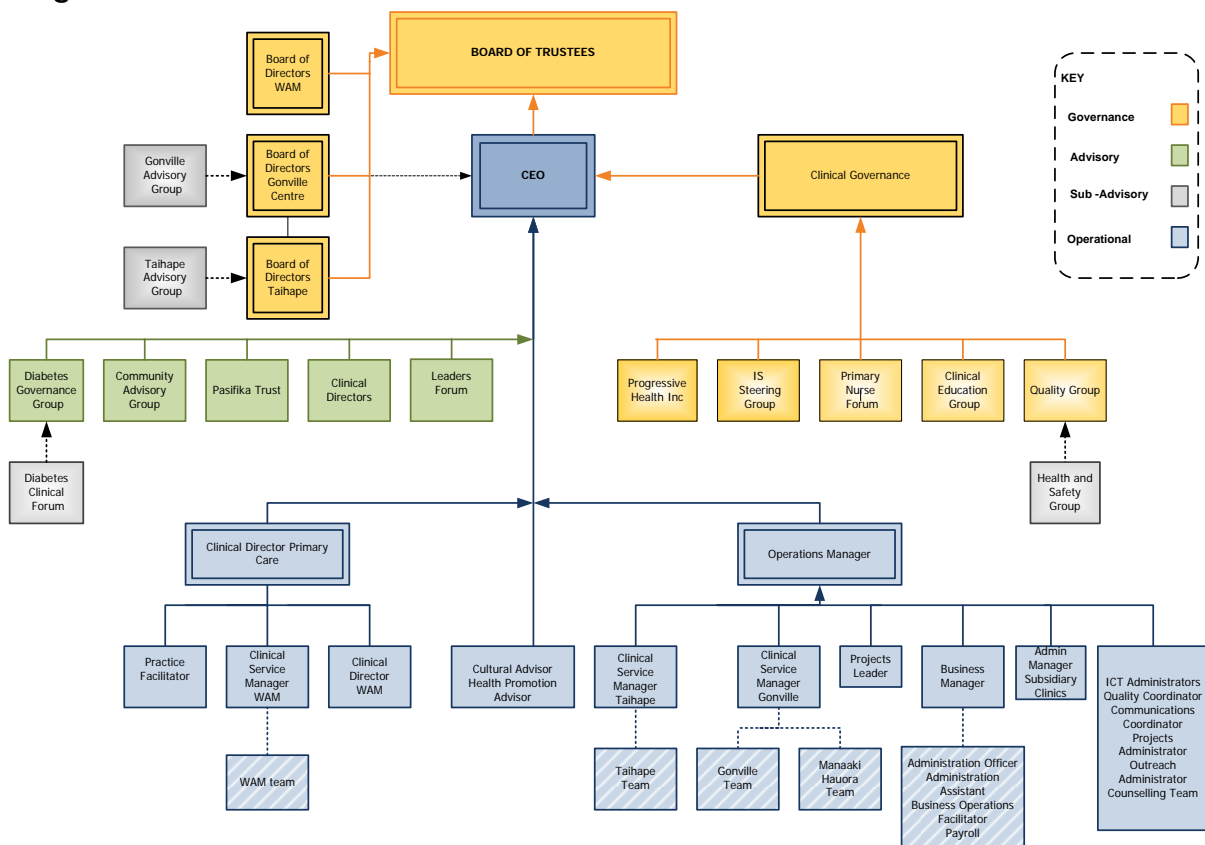 BOARD OF TRUSTEES
Board of
Directors
WAM
KEY
Governance
Advisory
Sub -Advisory
Operational
Gonville
Advisory
Group
Board of
Directors
Gonville
Centre
CEO
Clinical Governance
Taihape
Advisory
Group
Board of
Directors
Taihape
Diabetes
Governance
Group
Community
Advisory
Group
Pasifika Trust
Clinical
Directors
Leaders
Forum
Progressive
Health Inc
IS
Steering
Group
Primary
Nurse
Forum
Clinical
Education
Group
Quality Group
Diabetes
Clinical
Forum
Health and
Safety
Group
Clinical Director Primary
Care
Operations Manager
Practice
Facilitator
Clinical
Service
Manager
WAM
Clinical
Director
WAM
Cultural Advisor
Health Promotion
Advisor
Clinical
Service
Manager
Taihape
Clinical
Service
Manager
Gonville
Projects
Leader
Business
Manager
Admin
Manager
Subsidiary
Clinics
ICT Administrators
Quality Coordinator
Communications
Coordinator
Projects
Administrator
Outreach
Administrator
Counselling Team
WAM team
Taihape
Team
Gonville
Team
Manaaki
Hauora
Team
Administration Officer
Administration
Assistant
Business Operations
Facilitator
Payroll